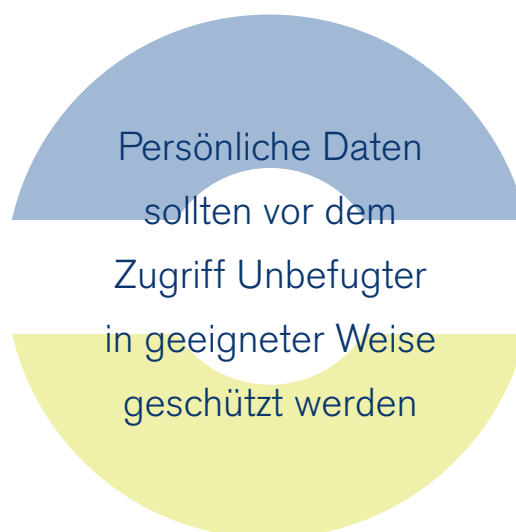 Persönliche Daten
sollten vor dem
Zugriff Unbefugter
in geeigneter Weise
geschützt werden